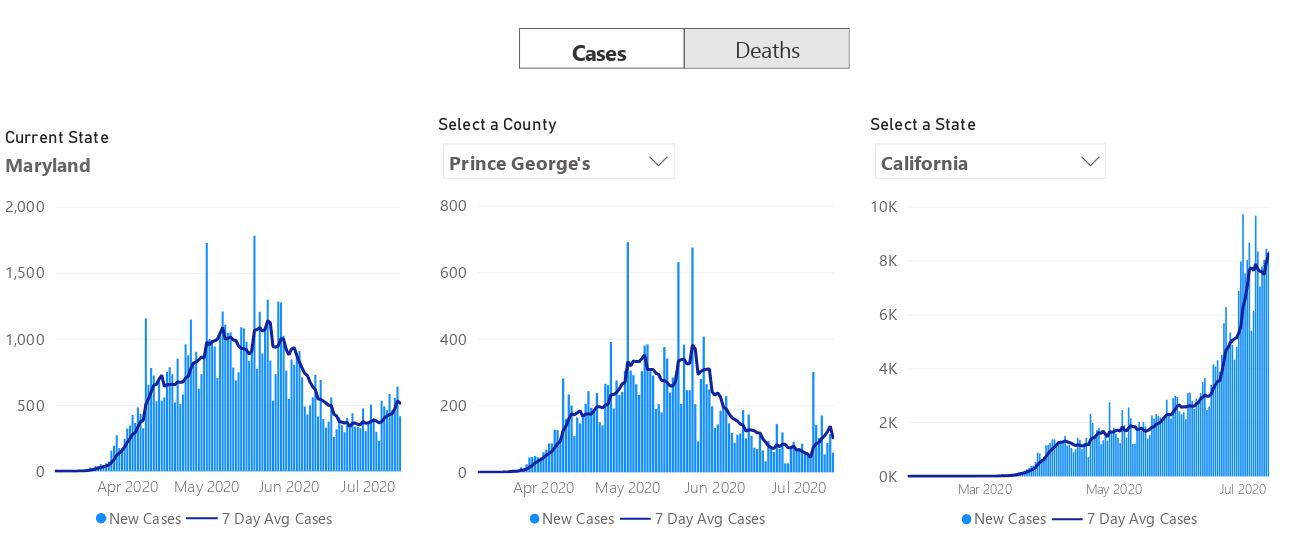 Cases Deaths
Current State
Maryland
2,000
1,500
1,000
500
0
Apr 2020 May 2020 Jun 2020 Jul 2020
New Cases 7 Day Avg Cases
Select a County
Prince George's
800
600
400
200
0
Apr 2020 May 2020 Jun 2020 Jul 2020
New Cases 7 Day Avg Cases
Select a State
California
10K
8K
6K
4K
2K
0K
Mar 2020 May 2020 Jul 2020
New Cases 7 Day Avg Cases